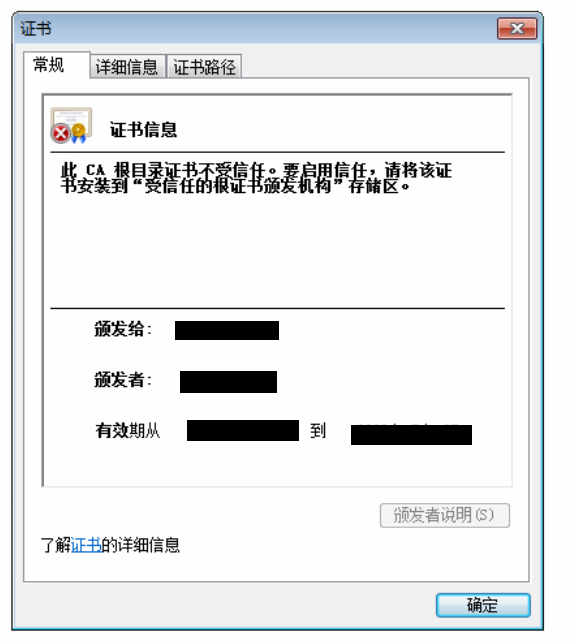 证书
常规 详细信息 证书路径
证书信息
此 CA 根目录证书不受信任。要启用信任，请将该证
书安装到“受信任的根证书颁发机构”存储区。
颁发给：
颁发者：
有效期从 到
颁发者说明(S)
了解证书的详细信息
确定